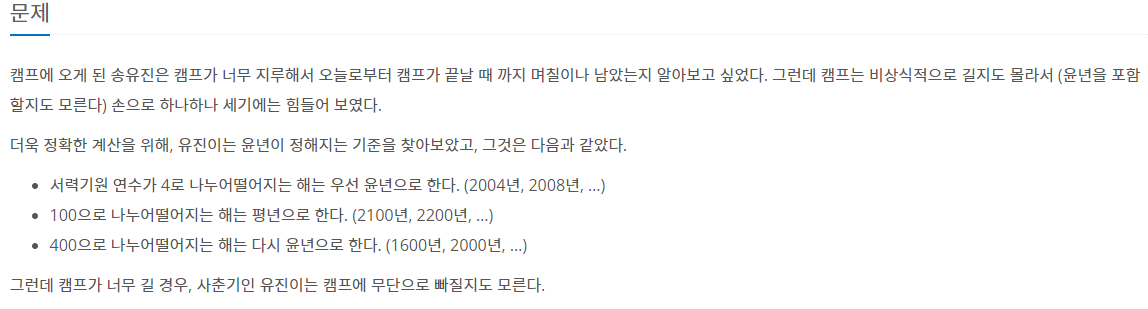 문제
캠프에 오게 된 송유진은 캠프가 너무 지루해서 오늘로부터 캠프가 끝날 때 까지 며칠이나 남았는지 알아보고 싶었다. 그런데 캠프는 비상식적으로 길지도 몰라서 (윤년을 포함
할지도 모른다) 손으로 하나하나 세기에는 힘들어 보였다.
더욱 정확한 계산을 위해, 유진이는 윤년이 정해지는 기준을 찾아보았고, 그것은 다음과 같았다.
• 서력기원 연수가 4로 나누어떨어지는 해는 우선 윤년으로 한다. (2004년, 2008년, …)
• 100으로 나누어떨어지는 해는 평년으로 한다. (2100년, 2200년, …)
• 400으로 나누어떨어지는 해는 다시 윤년으로 한다. (1600년, 2000년, …)
그런데 캠프가 너무 길 경우, 사춘기인 유진이는 캠프에 무단으로 빠질지도 모른다.